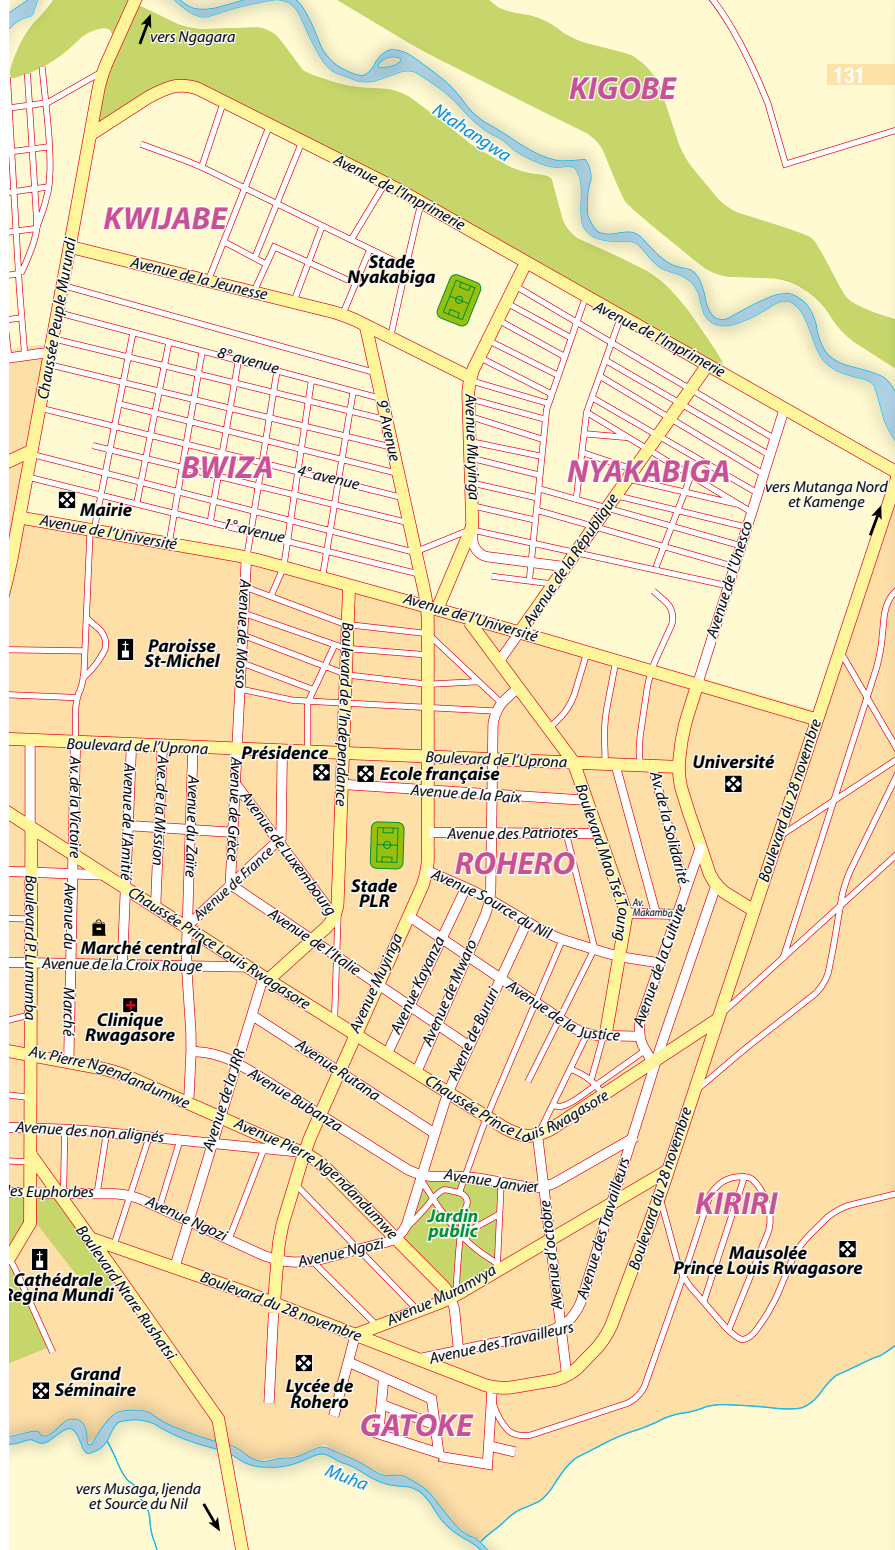 vers Ngagara
KIGOBE
131
Ntahangwa
Avenue de l'Imprimerie
KWIJABE
Stade
Nyakabiga
Avenue de la Jeunesse
Chaussée Peuple Murundi
Avenue de l'Imprimerie
8° avenue
9° Avenue
Avenue Muyinga
BWIZA
4° avenue
NYAKABIGA
vers Mutanga Nord
et Kamenge
Mairie
1° avenue
Avenue de l'Université
Avenue de la République
Avenue de l'Unesco
Avenue de Mosso
Avenue de l'Université
Paroisse
St-Michel
Boulevard de l'Independance
Boulevard de l'Uprona
Présidence
Ecole française
Boulevard de l'Uprona
Université
Boulevard du 28 novembre
Av. de la Victoire
Avenue de l'Amitié
Ave. de la Mission
Avenue du Zaïre
Avenue de Grèce
Avenue de Luxembourg
Avenue de la Paix
Avenue des Patriotes
Boulevard Mao Tsé Toung
Av. de la Solidarité
ROHERO
Avenue de France
Stade
PLR
Avenue Source du Nil
Av.
Makamba
Boulevard P. Lumumba
Avenue du Marché
Chaussée Prince Louis Rwagasore
Marché central
Avenue de l'Italie
Avenue de la Croix Rouge
Avenue Muyinga
Avenue Kayanza
Avenue de Mwaro
Avene de Bururi
Avenue de la Justice
Avenue de la Culture
Clinique
Rwagasore
Av. Pierre Ngendandumwe
Avenue de la JRR
Avenue Rutana
Avenue Bubanza
Chaussée Prince Louis Rwagasore
Avenue des non alignés
Avenue Pierre Ngendandumwe
Avenue Janvier
Boulevard du 28 novembre
des Euphorbes
Avenue Ngozi
Avenue Ngozi
Jardin
public
Avenue d'octobre
Avenue des Travailleurs
KIRIRI
Mausolée
Prince Louis Rwagasore
Cathédrale
Regina Mundi
Boulevard Ntare Rushatsi
Boulevard du 28 novembre
Avenue Muramvya
Avenue des Travailleurs
Grand
Séminaire
Lycée de
Rohero
GATOKE
Muha
vers Musaga, Ijenda
et Source du Nil